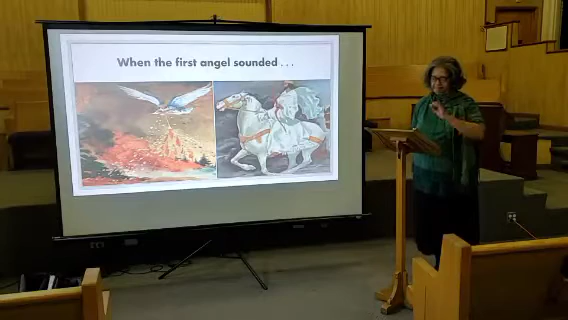 When the first angel sounded . . .